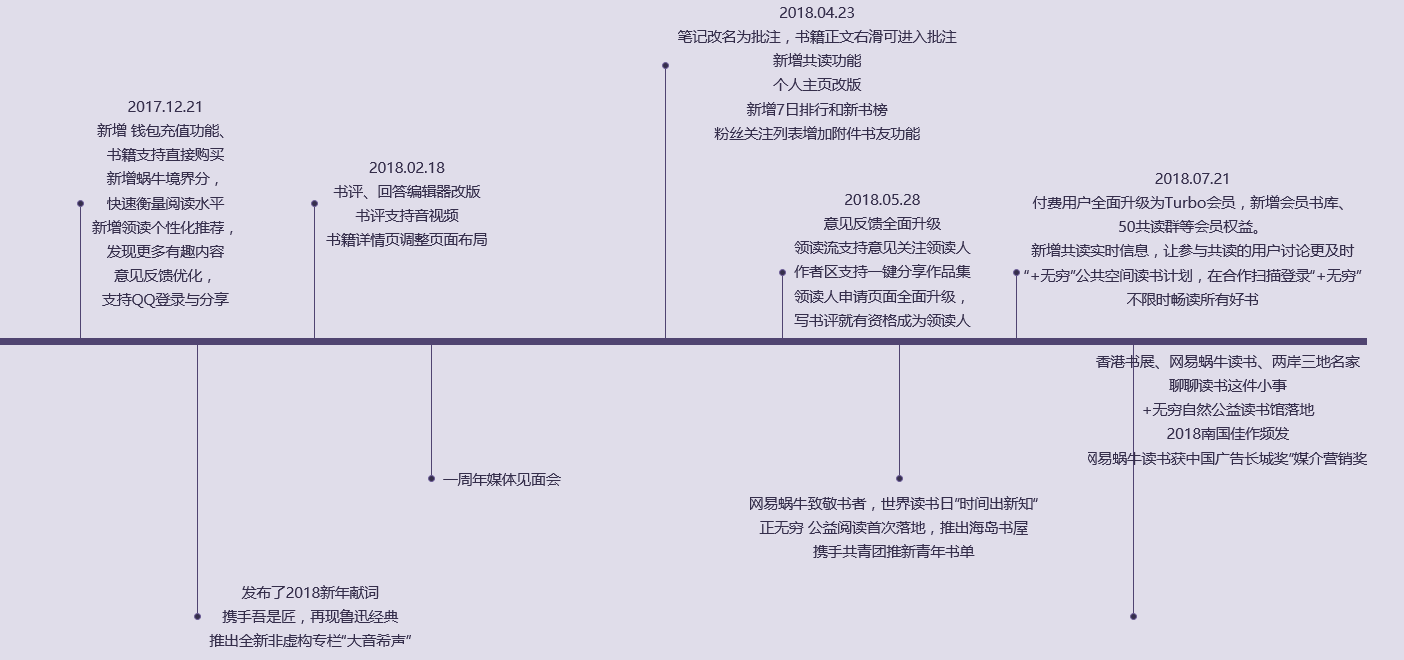 2017.12.21
新增 钱包充值功能、
书籍支持直接购买
新增蜗牛境界分，
快速衡量阅读水平
新增领读个性化推荐，
发现更多有趣内容
意见反馈优化，
支持QQ登录与分享
2018.02.18
书评、回答编辑器改版
书评支持音视频
书籍详情页调整页面布局
2018.04.23
笔记改名为批注，书籍正文右滑可进入批注
新增共读功能
个人主页改版
新增7日排行和新书榜
粉丝关注列表增加附件书友功能
2018.05.28
意见反馈全面升级
领读流支持意见关注领读人
作者区支持一键分享作品集
领读人申请页面全面升级，
写书评就有资格成为领读人
2018.07.21
付费用户全面升级为Turbo会员，新增会员书库、
50共读群等会员权益。
新增共读实时信息，让参与共读的用户讨论更及时
“+无穷”公共空间读书计划，在合作扫描登录“+无穷”
不限时畅读所有好书
发布了2018新年献词
携手吾是匠，再现鲁迅经典
推出全新非虚构专栏“大音希声”
一周年媒体见面会
网易蜗牛致敬书者，世界读书日”时间出新知“
正无穷 公益阅读首次落地，推出海岛书屋
携手共青团推新青年书单
香港书展、网易蜗牛读书、两岸三地名家
聊聊读书这件小事
+无穷自然公益读书馆落地
2018南国佳作频发
网易蜗牛读书获中国广告长城奖”媒介营销奖